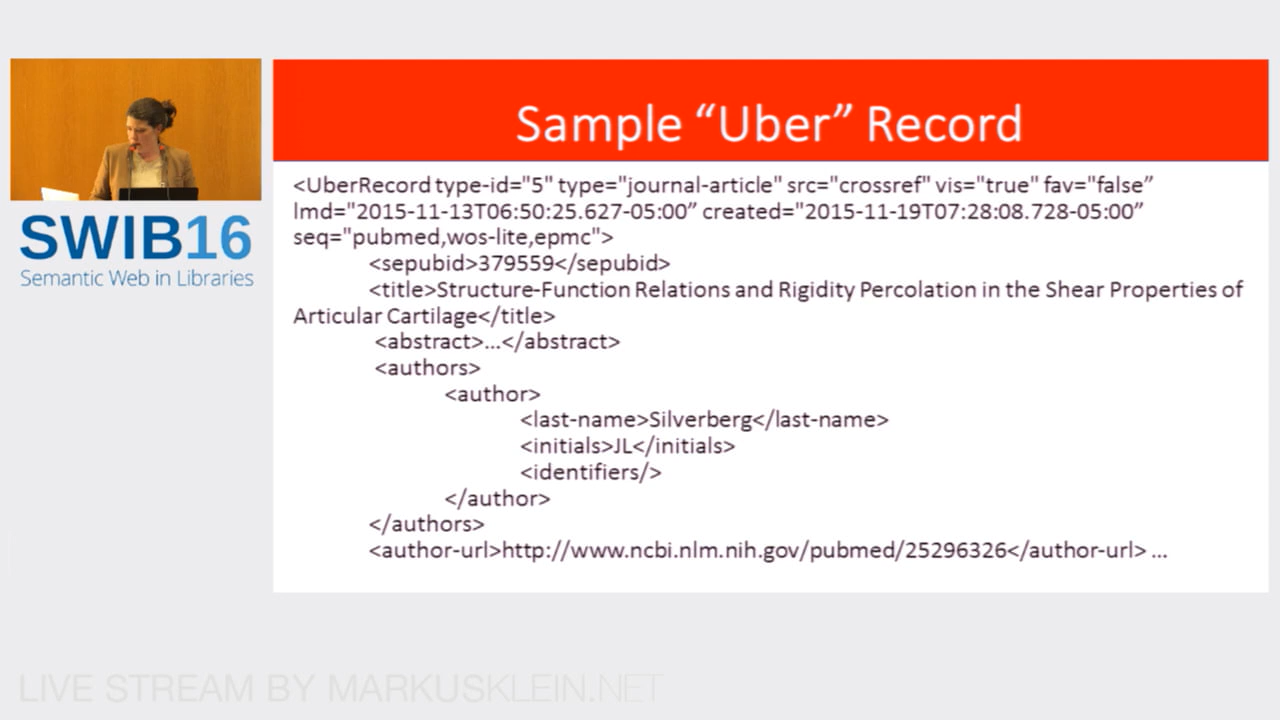 SWIB16
Semantic Web in Libraries
Sample “Uber” Record
<UberRecord type-id="5" type="journal-article" src="crossref" vis="true" fav="false”
lmd="2015-11-13T06:50:25.627-05:00” created="2015-11-19T07:28:08.728-05:00”
seq="pubmed,wos-lite,epmc">
<sepubid>379559</sepubid>
<title>Structure-Function Relations and Rigidity Percolation in the Shear Properties of
Articular Cartilage</title>
<abstract>...</abstract>
<authors>
<author>
<last-name>Silverberg</last-name>
<initials>JL</initials>
<identifiers/>
</author>
</authors>
<author-url>http://www.ncbi.nlm.nih.gov/pubmed/25296326</author-url> ...
LIVE STREAM BY MARKUSKLEIN.NET